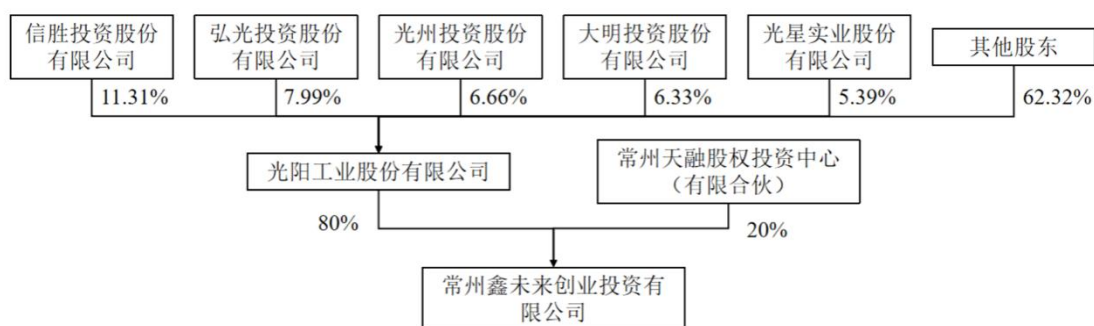 信胜投资股份
有限公司
弘光投资股份
有限公司
光州投资股份
有限公司
大明投资股份
有限公司
光星实业股份
有限公司
其他股东
11.31%
7.99%
6.66%
6.33%
5.39%
62.32%
光阳工业股份有限公司
常州天融股权投资中心
（有限合伙）
80%
20%
常州鑫未来创业投资有
限公司